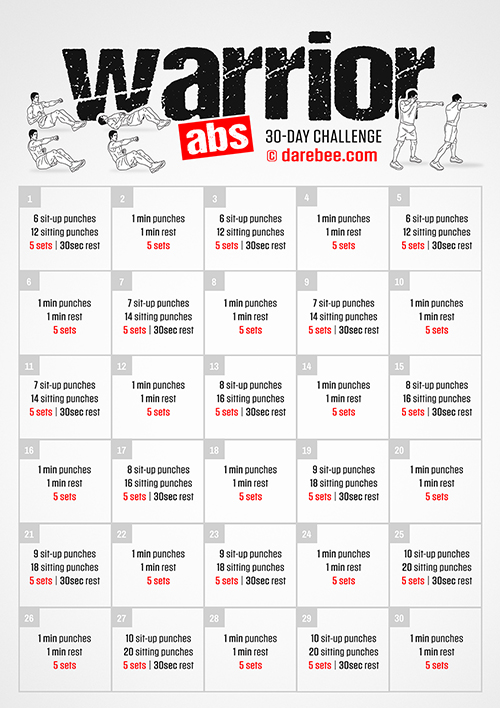 warrior
abs 30-DAY CHALLENGE
© darebee.com
1
6 sit-up punches
12 sitting punches
5 sets | 30sec rest
2
1 min punches
1 min rest
5 sets
3
6 sit-up punches
12 sitting punches
5 sets | 30sec rest
4
1 min punches
1 min rest
5 sets
5
6 sit-up punches
12 sitting punches
5 sets | 30sec rest
6
1 min punches
1 min rest
5 sets
7
7 sit-up punches
14 sitting punches
5 sets | 30sec rest
8
1 min punches
1 min rest
5 sets
9
7 sit-up punches
14 sitting punches
5 sets | 30sec rest
10
1 min punches
1 min rest
5 sets
11
7 sit-up punches
14 sitting punches
5 sets | 30sec rest
12
1 min punches
1 min rest
5 sets
13
8 sit-up punches
16 sitting punches
5 sets | 30sec rest
14
1 min punches
1 min rest
5 sets
15
8 sit-up punches
16 sitting punches
5 sets | 30sec rest
16
1 min punches
1 min rest
5 sets
17
8 sit-up punches
16 sitting punches
5 sets | 30sec rest
18
1 min punches
1 min rest
5 sets
19
9 sit-up punches
18 sitting punches
5 sets | 30sec rest
20
1 min punches
1 min rest
5 sets
21
9 sit-up punches
18 sitting punches
5 sets | 30sec rest
22
1 min punches
1 min rest
5 sets
23
9 sit-up punches
18 sitting punches
5 sets | 30sec rest
24
1 min punches
1 min rest
5 sets
25
10 sit-up punches
20 sitting punches
5 sets | 30sec rest
26
1 min punches
1 min rest
5 sets
27
10 sit-up punches
20 sitting punches
5 sets | 30sec rest
28
1 min punches
1 min rest
5 sets
29
10 sit-up punches
20 sitting punches
5 sets | 30sec rest
30
1 min punches
1 min rest
5 sets